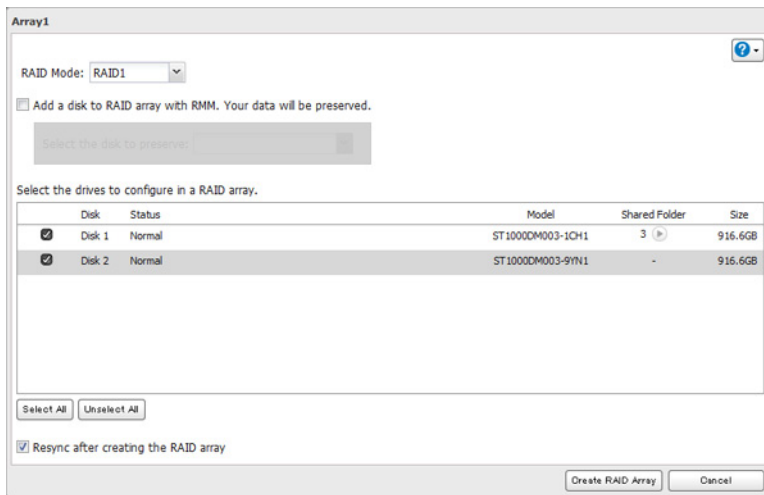 Array1
?
RAID Mode: RAID1
Add a disk to RAID array with RMM. Your data will be preserved.
Select the disk to preserve:
Select the drives to configure in a RAID array.
Disk Status Model Shared Folder Size
Disk 1 Normal ST1000DM003-1CH1 3 916.6GB
Disk 2 Normal ST1000DM003-9YN1 - 916.6GB
Select All Unselect All
Resync after creating the RAID array
Create RAID Array Cancel